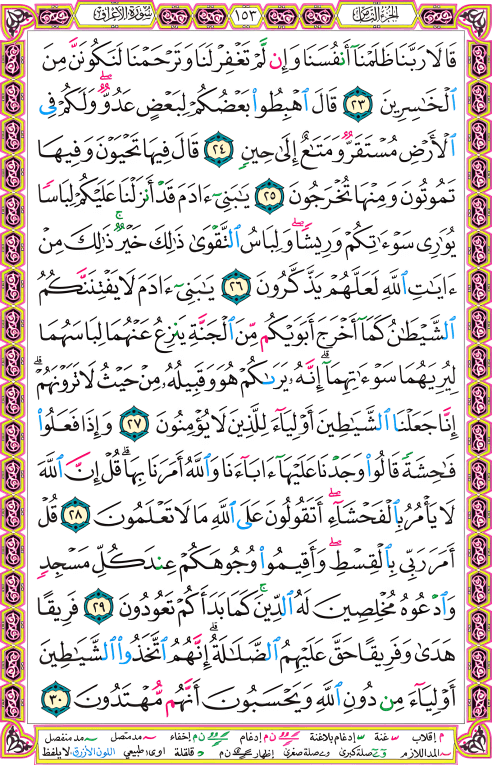 الجزء الثامن ١٥٣ سورة الأعراف
قَالَا رَبَّنَا ظَلَمْنَآ أَنفُسَنَا وَإِن لَّمْ تَغْفِرْ لَنَا وَتَرْحَمْنَا لَنَكُونَنَّ مِنَ
ٱلْخَٰسِرِينَ ٢٣ قَالَ ٱهْبِطُوا۟ بَعْضُكُمْ لِبَعْضٍ عَدُوٌّ ۖ وَلَكُمْ فِى
ٱلْأَرْضِ مُسْتَقَرٌّ وَمَتَٰعٌ إِلَىٰ حِينٍ ٢٤ قَالَ فِيهَا تَحْيَوْنَ وَفِيهَا
تَمُوتُونَ وَمِنْهَا تُخْرَجُونَ ٢٥ يَٰبَنِىٓ ءَادَمَ قَدْ أَنزَلْنَا عَلَيْكُمْ لِبَاسًا
يُوَٰرِى سَوْءَٰتِكُمْ وَرِيشًا ۖ وَلِبَاسُ ٱلتَّقْوَىٰ ذَٰلِكَ خَيْرٌ ۚ ذَٰلِكَ مِنْ
ءَايَٰتِ ٱللَّهِ لَعَلَّهُمْ يَذَّكَّرُونَ ٢٦ يَٰبَنِىٓ ءَادَمَ لَا يَفْتِنَنَّكُمُ
ٱلشَّيْطَٰنُ كَمَآ أَخْرَجَ أَبَوَيْكُم مِّنَ ٱلْجَنَّةِ يَنزِعُ عَنْهُمَا لِبَاسَهُمَا
لِيُرِيَهُمَا سَوْءَٰتِهِمَآ ۗ إِنَّهُۥ يَرَىٰكُمْ هُوَ وَقَبِيلُهُۥ مِنْ حَيْثُ لَا تَرَوْنَهُمْ ۗ
إِنَّا جَعَلْنَا ٱلشَّيَٰطِينَ أَوْلِيَآءَ لِلَّذِينَ لَا يُؤْمِنُونَ ٢٧ وَإِذَا فَعَلُوا۟
فَٰحِشَةً قَالُوا۟ وَجَدْنَا عَلَيْهَآ ءَابَآءَنَا وَٱللَّهُ أَمَرَنَا بِهَا ۗ قُلْ إِنَّ ٱللَّهَ
لَا يَأْمُرُ بِٱلْفَحْشَآءِ ۖ أَتَقُولُونَ عَلَى ٱللَّهِ مَا لَا تَعْلَمُونَ ٢٨ قُلْ
أَمَرَ رَبِّى بِٱلْقِسْطِ ۖ وَأَقِيمُوا۟ وُجُوهَكُمْ عِندَ كُلِّ مَسْجِدٍ
وَٱدْعُوهُ مُخْلِصِينَ لَهُ ٱلدِّينَ ۚ كَمَا بَدَأَكُمْ تَعُودُونَ ٢٩ فَرِيقًا
هَدَىٰ وَفَرِيقًا حَقَّ عَلَيْهِمُ ٱلضَّلَٰلَةُ ۗ إِنَّهُمُ ٱتَّخَذُوا۟ ٱلشَّيَٰطِينَ
أَوْلِيَآءَ مِن دُونِ ٱللَّهِ وَيَحْسَبُونَ أَنَّهُم مُّهْتَدُونَ ٣٠
م إقلاب غنة إدغام بلاغنة ن م إدغام ن م إخفاء مد متصل مد منفصل
المد اللازم صلة كبرى صلة صغرى إظهار قلقلة اوى: طبيعي اللون الأزرق: لا يلفظ